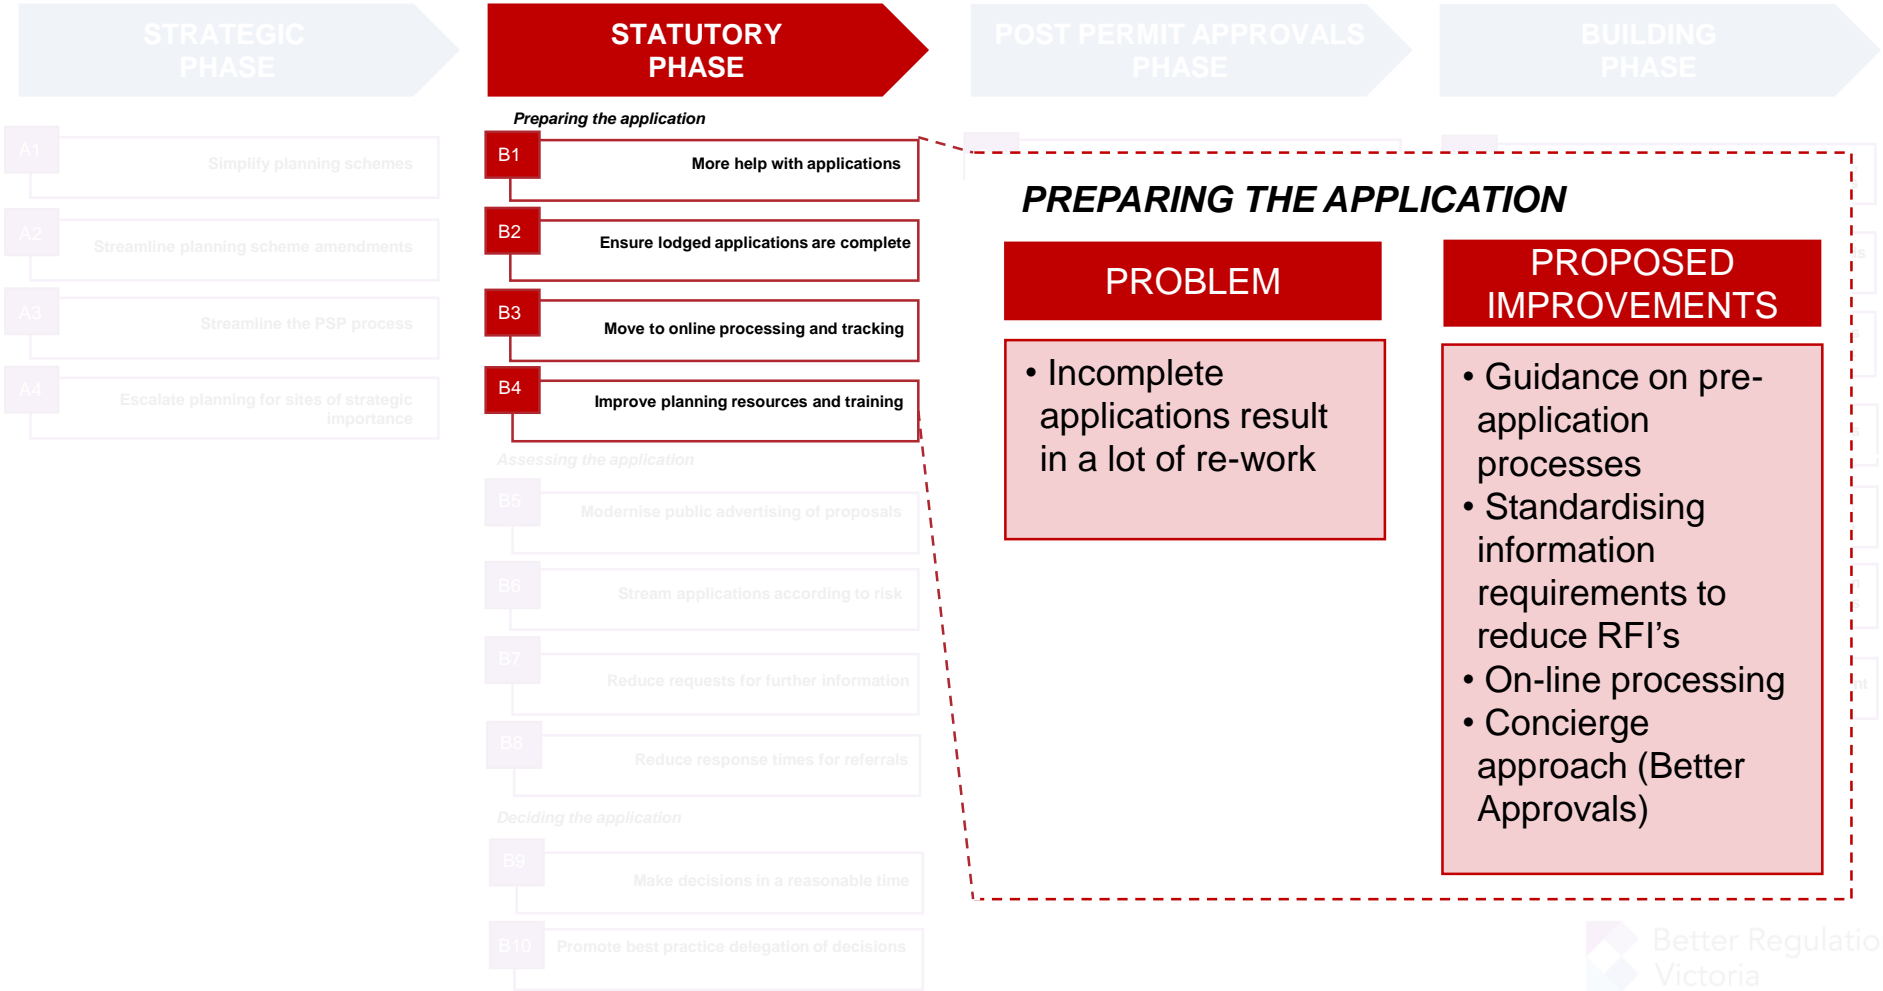 STRATEGIC
PHASE
STATUTORY
PHASE
POST PERMIT APPROVALS
PHASE
BUILDING
PHASE
A1
Simplify planning schemes
A2
Streamline planning scheme amendments
A3
Streamline the PSP process
A4
Escalate planning for sites of strategic
importance
Preparing the application
B1
More help with applications
B2
Ensure lodged applications are complete
B3
Move to online processing and tracking
B4
Improve planning resources and training
Assessing the application
B5
Modernise public advertising of proposals
B6
Stream applications according to risk
B7
Reduce requests for further information
B8
Reduce response times for referrals
Deciding the application
B9
Make decisions in a reasonable time
B10
Promote best practice delegation of decisions
PREPARING THE APPLICATION
PROBLEM
• Incomplete
applications result
in a lot of re-work
PROPOSED
IMPROVEMENTS
• Guidance on pre-
application
processes
• Standardising
information
requirements to
reduce RFI’s
• On-line processing
• Concierge
approach (Better
Approvals)
Better Regulatio
Victoria